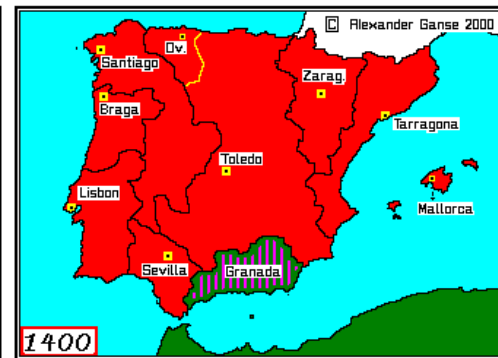 © Alexander Ganse 2000
Ov.
Santiago
Zarag.
Braga
Tarragona
Toledo
Lisbon
Mallorca
Sevilla
Granada
1400